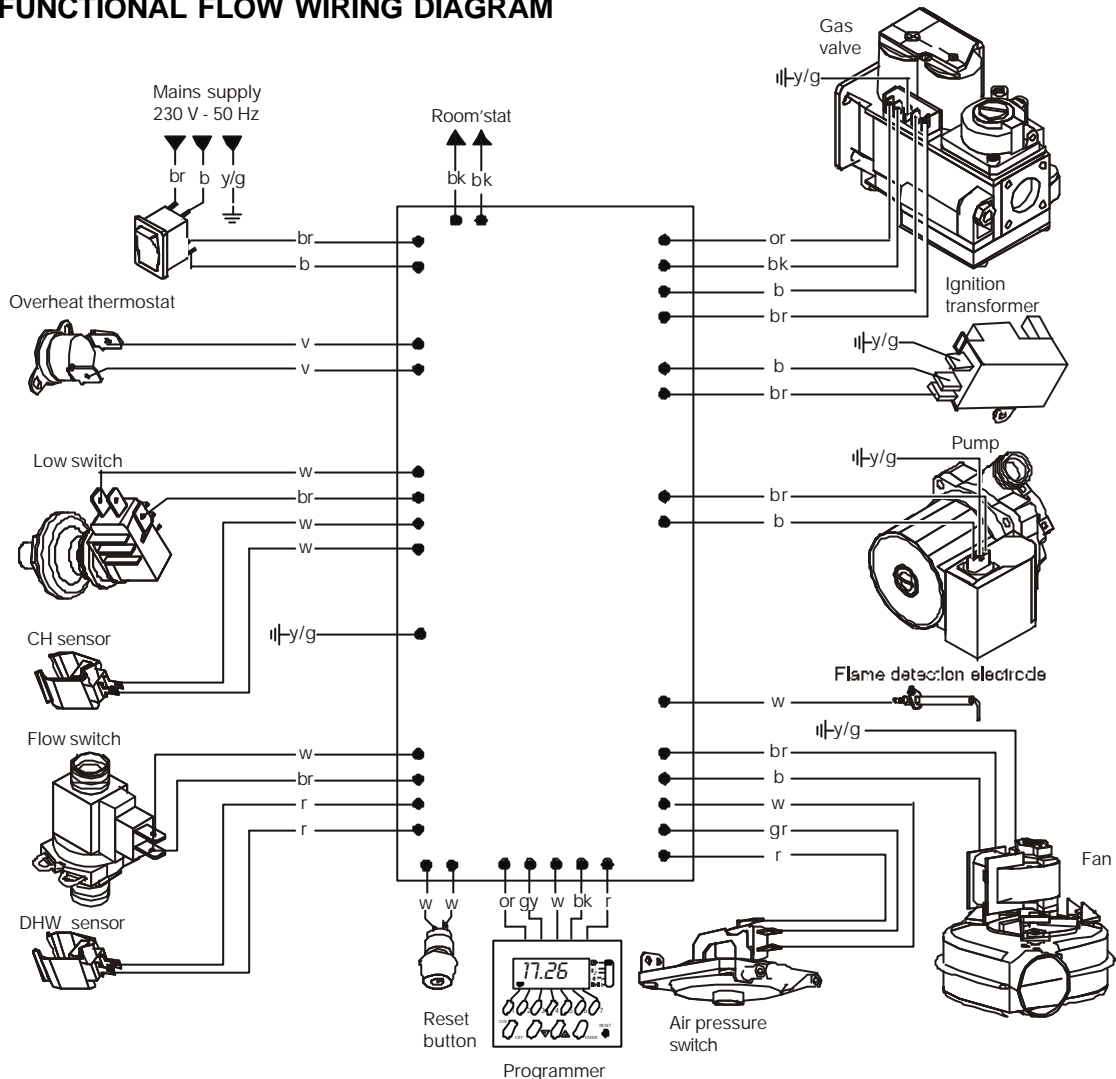 FUNCTIONAL FLOW WIRING DIAGRAM
Gas
valve
y/g
Mains supply
230 V - 50 Hz
Room'stat
br b y/g
bk bk
br
b
or
bk
b
br
Overheat thermostat
v
v
Ignition
transformer
y/g
b
br
Low switch
w
br
w
w
Pump
y/g
br
b
CH sensor
y/g
Flame detection electrode
w
Flow switch
w
br
r
r
y/g
br
b
w
gr
r
Fan
DHW sensor
w w
or gy w bk r
17.26
Reset
button
Programmer
Air pressure
switch